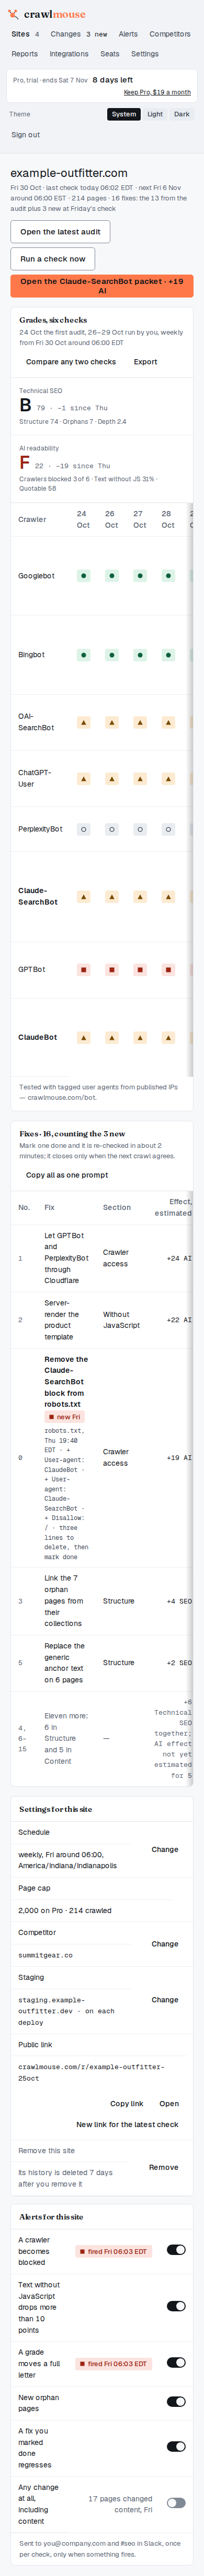 crawlmouse
Sites 4 Changes 3 new Alerts Competitors
Reports Integrations Seats Settings
Pro, trial · ends Sat 7 Nov 8 days left
Keep Pro, $19 a month
Theme System Light Dark
Sign out
example-outfitter.com
Fri 30 Oct · last check today 06:02 EDT · next Fri 6 Nov
around 06:00 EST · 214 pages · 16 fixes: the 13 from the
audit plus 3 new at Friday's check
Open the latest audit
Run a check now
Open the Claude-SearchBot packet · +19
AI
Grades, six checks
24 Oct the first audit, 26–29 Oct run by you, weekly
from Fri 30 Oct around 06:00 EDT
Compare any two checks Export
Technical SEO
B 79 · −1 since Thu
Structure 74 · Orphans 7 · Depth 2.4
AI readability
F 22 · −19 since Thu
Crawlers blocked 3 of 6 · Text without JS 31% ·
Quotable 58
Crawler 24 26 27 28
Oct Oct Oct Oct
Googlebot
Bingbot
OAI-
SearchBot
ChatGPT-
User
PerplexityBot
Claude-
SearchBot
GPTBot
ClaudeBot
Tested with tagged user agents from published IPs
— crawlmouse.com/bot.
Fixes · 16, counting the 3 new
Mark one done and it is re-checked in about 2
minutes; it closes only when the next crawl agrees.
Copy all as one prompt
No. Fix Section Effect,
estimated
1 Let GPTBot
and
PerplexityBot
through
Cloudflare
Crawler
access
+24 AI
2 Server-
render the
product
template
Without
JavaScript
+22 AI
Remove the
Claude-
SearchBot
block from
robots.txt
new Fri
0 robots.txt,
Thu 19:40
EDT · +
User-agent:
ClaudeBot ·
+ User-
agent:
Claude-
SearchBot ·
+ Disallow:
/ · three
lines to
delete, then
mark done
Crawler
access
+19 AI
3 Link the 7
orphan
pages from
their
collections
Structure
+4 SEO
5 Replace the
generic
anchor text
on 6 pages
Structure
+2 SEO
4,
6–
15
Eleven more:
6 in
Structure
and 5 in
Content
—
+6
Technical
SEO
together;
AI effect
not yet
estimated
for 5
Settings for this site
Schedule
weekly, Fri around 06:00,
America/Indiana/Indianapolis
Change
Page cap
2,000 on Pro · 214 crawled
Competitor
summitgear.co
Change
Staging
staging.example-
outfitter.dev · on each
deploy
Change
Public link
crawlmouse.com/r/example-outfitter-
25oct
Copy link Open
New link for the latest check
Remove this site
Its history is deleted 7 days
after you remove it
Remove
Alerts for this site
A crawler
becomes
blocked
fired Fri 06:03 EDT
Text without
JavaScript
drops more
than 10
points
A grade
moves a full
letter
fired Fri 06:03 EDT
New orphan
pages
A fix you
marked
done
regresses
Any change
at all,
including
content
17 pages changed
content, Fri
Sent to you@company.com and #seo in Slack, once
per check, only when something fires.